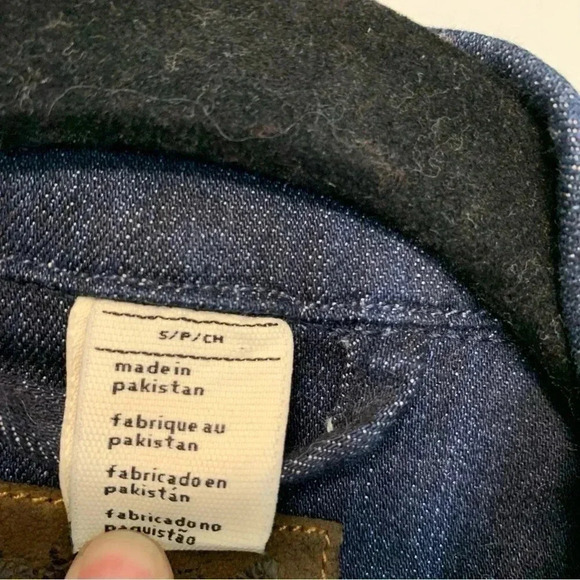 S/P/CH
made in
pakistan
fabrique au
pakistan
fabricado en
pakistán
fabricado no
paquistão